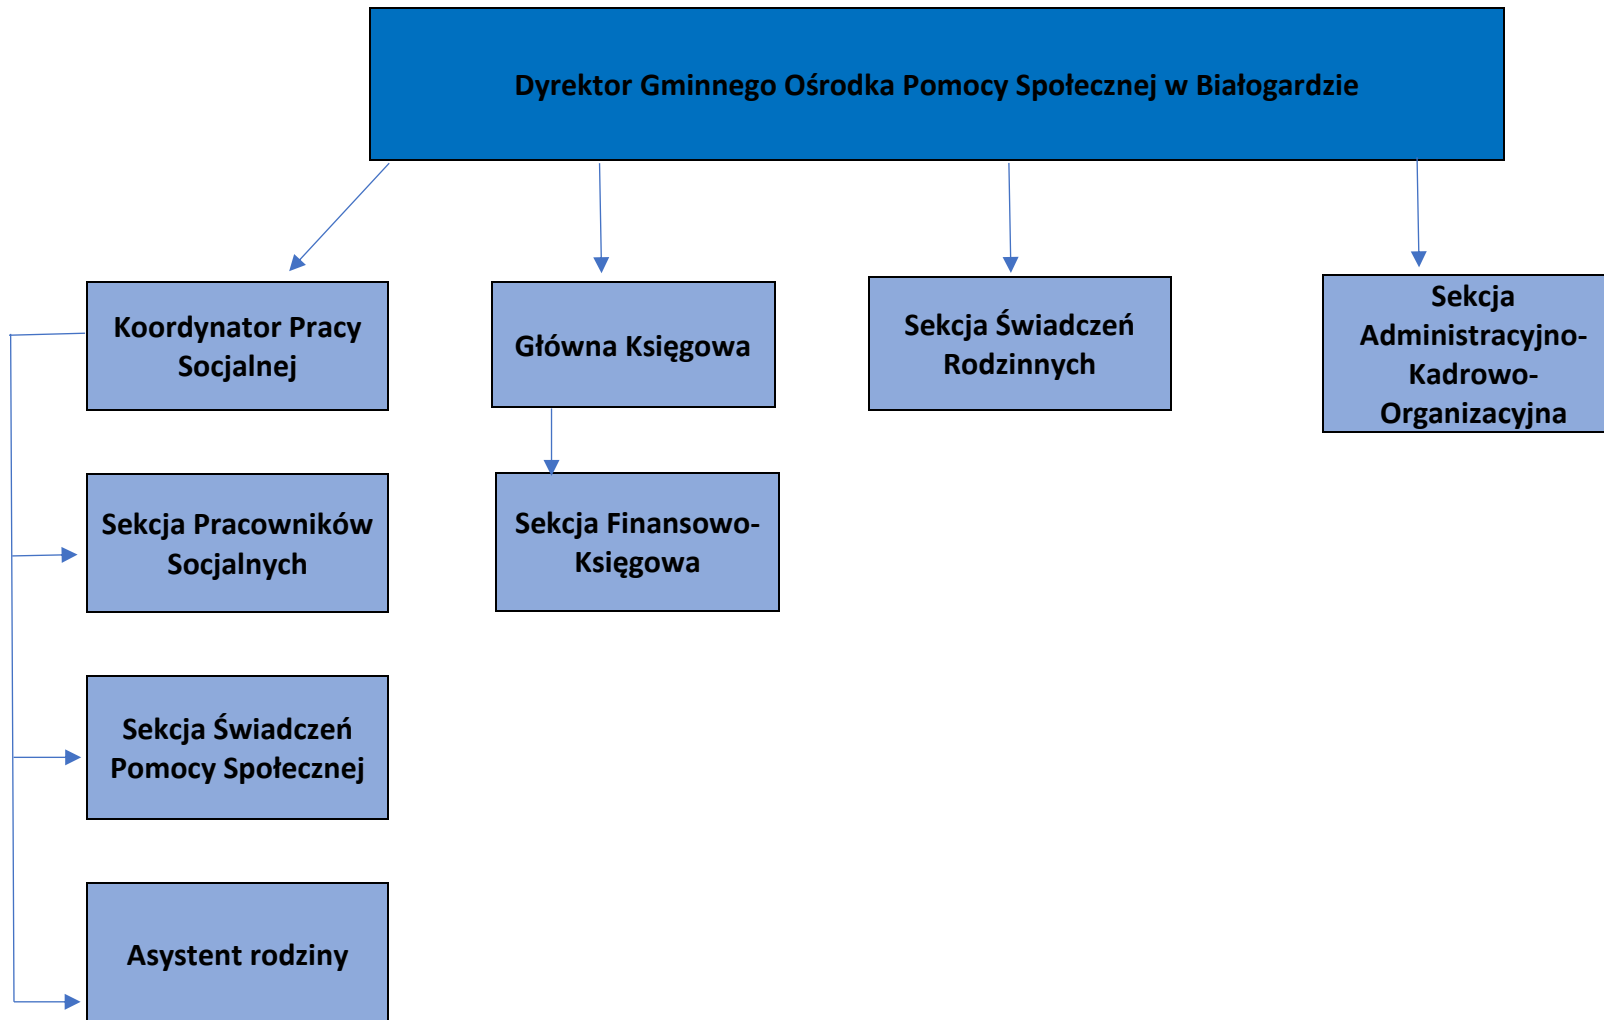 Dyrektor Gminnego Ośrodka Pomocy Społecznej w Białogardzie
Koordynator Pracy
Socjalnej
Główna Księgowa
Sekcja Świadczeń
Rodzinnych
Sekcja
Administracyjno-
Kadrowo-
Organizacyjna
Sekcja Pracowników
Socjalnych
Sekcja Finansowo-
Księgowa
Sekcja Świadczeń
Pomocy Społecznej
Asystent rodziny